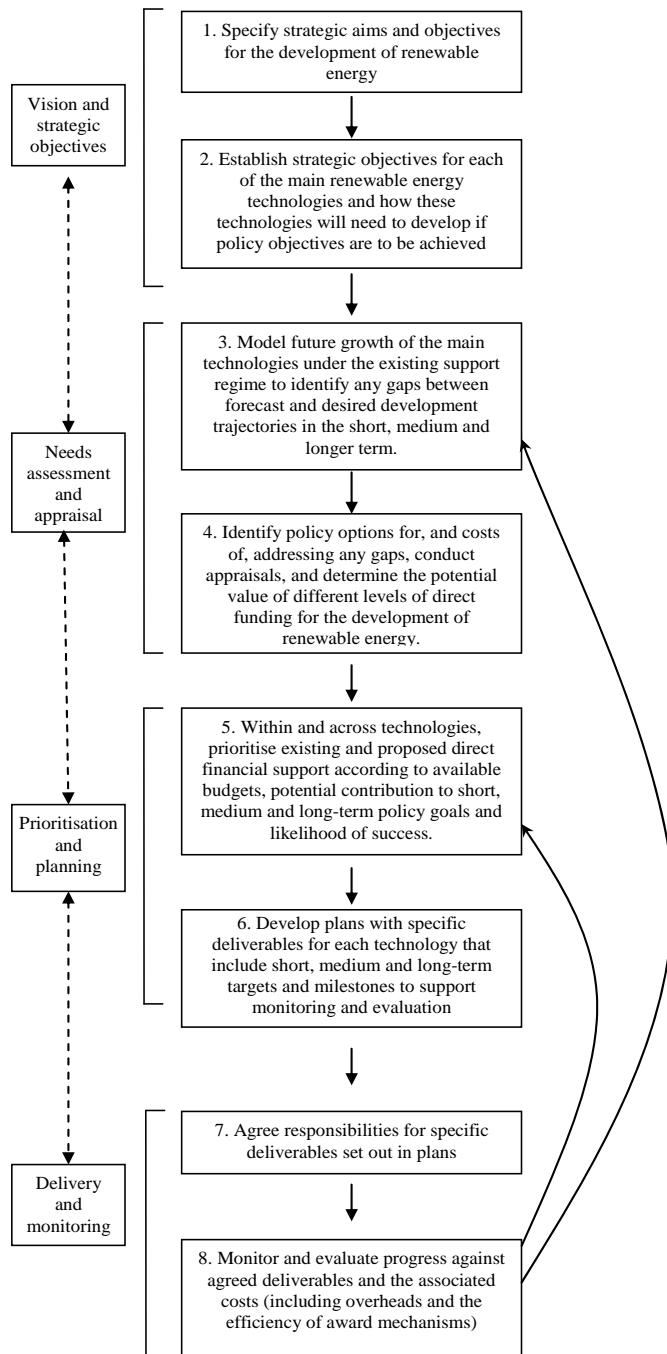 1. Specify strategic aims and objectives
for the development of renewable
energy
Vision and
strategic
objectives
2. Establish strategic objectives for each
of the main renewable energy
technologies and how these
technologies will need to develop if
policy objectives are to be achieved
3. Model future growth of the main
technologies under the existing support
regime to identify any gaps between
forecast and desired development
trajectories in the short, medium and
longer term.
Needs
assessment
and
appraisal
4. Identify policy options for, and costs
of, addressing any gaps, conduct
appraisals, and determine the potential
value of different levels of direct
funding for the development of
renewable energy.
5. Within and across technologies,
prioritise existing and proposed direct
financial support according to available
budgets, potential contribution to short,
medium and long-term policy goals and
likelihood of success.
Prioritisation
and
planning
6. Develop plans with specific
deliverables for each technology that
include short, medium and long-term
targets and milestones to support
monitoring and evaluation
7. Agree responsibilities for specific
deliverables set out in plans
Delivery
and
monitoring
8. Monitor and evaluate progress against
agreed deliverables and the associated
costs (including overheads and the
efficiency of award mechanisms)